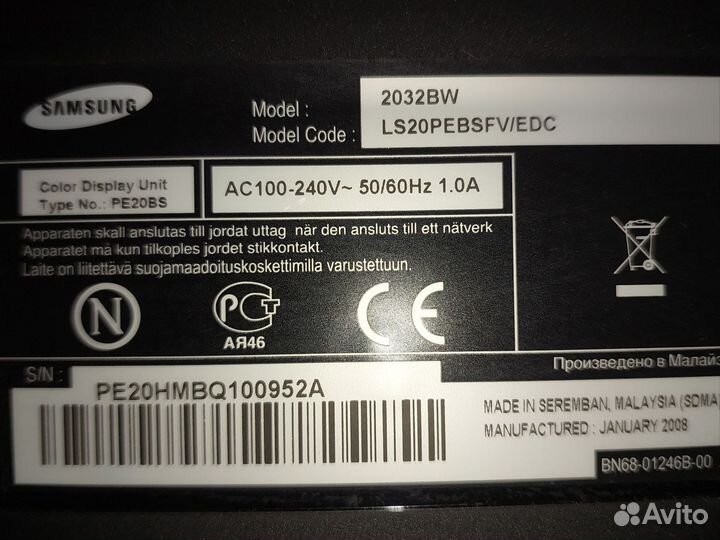 SAMSUNG
Model :
2032BW
Model Code :
LS20PEBSFV/EDC
Color Display Unit
Type No.: PE20BS
AC100-240V~ 50/60Hz 1.0A
Apparaten skall anslutas till jordat uttag när den ansluts till ett nätverk
Apparatet må kun tilkoples jordet stikkontakt.
Laite on liitettävä suojamaadoituskoskettimilla varustettuun.
N
РСТ
АЯ46
CE
Произведено в Малайз
S/N :
PE20HMBQ100952A
MADE IN SEREMBAN, MALAYSIA (SDMA)
MANUFACTURED : JANUARY 2008
BN68-01246B-00
Avito